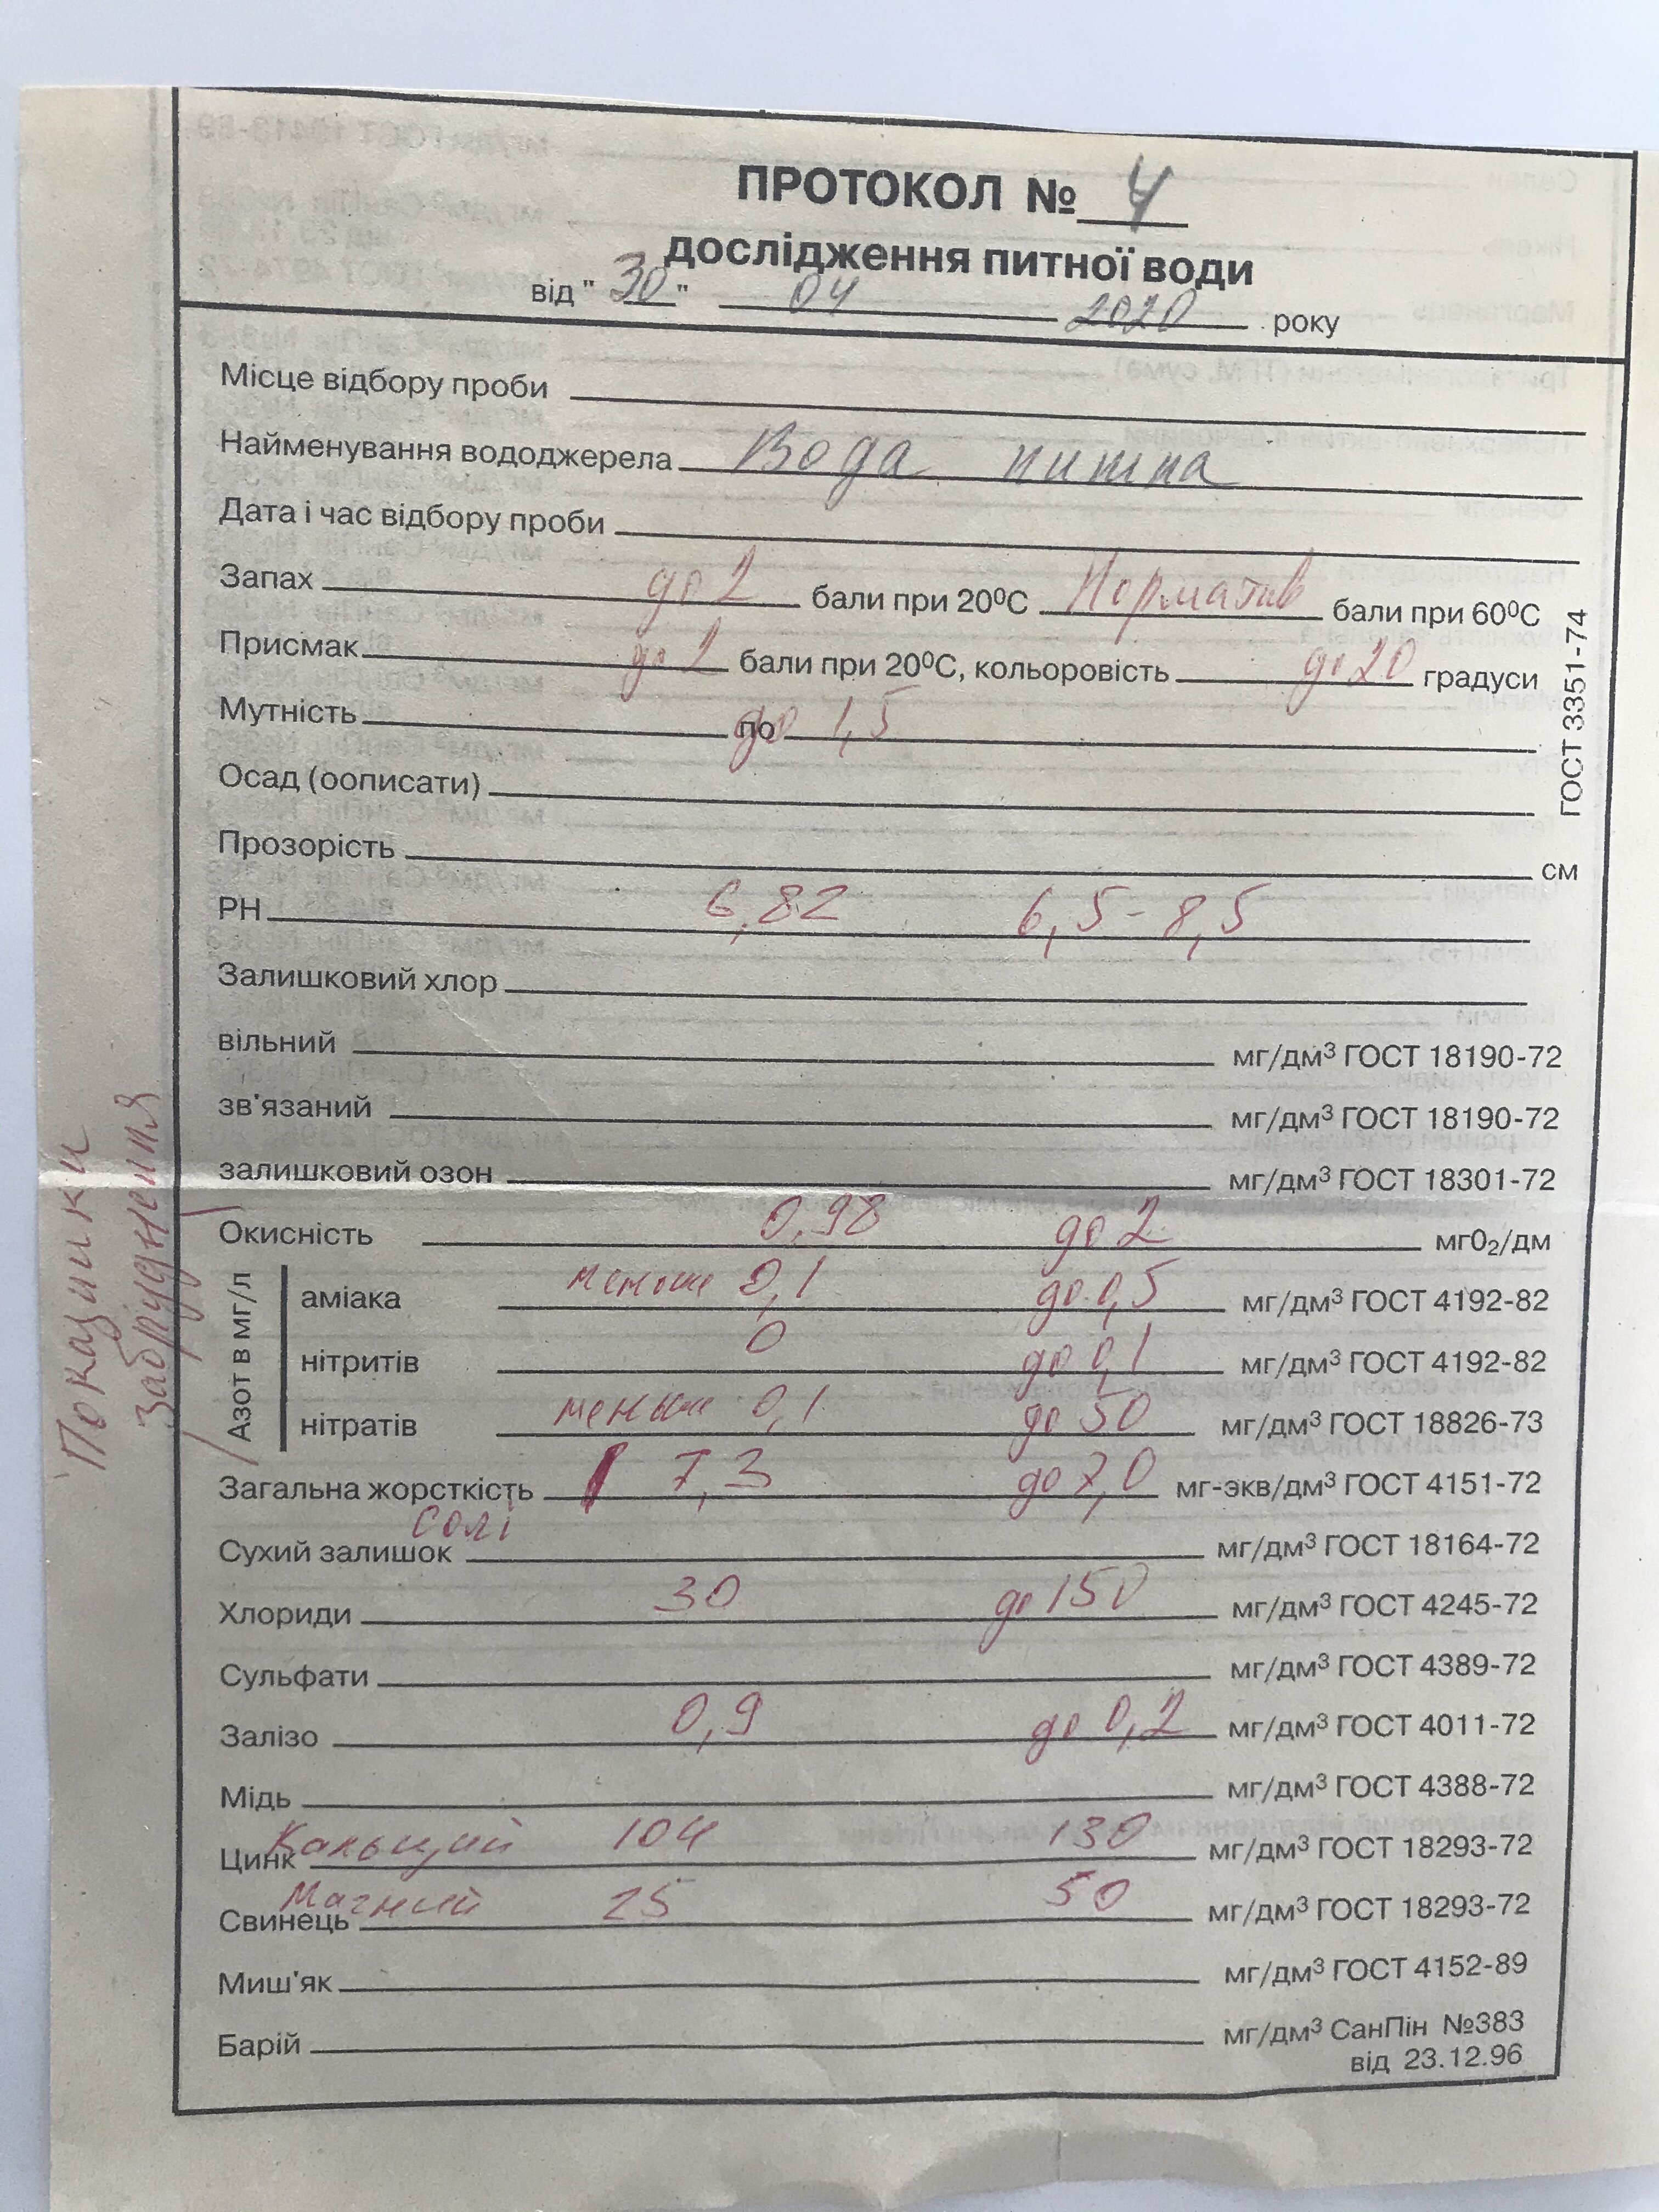 ПРОТОКОЛ № 4
дослідження питної води
від " 30 " 04 2020 року
Місце відбору проби
Найменування вододжерела Вода питна
Дата і час відбору проби
Запах до 2 бали при 20⁰С Норматив бали при 60⁰С
Присмак до 2 бали при 20⁰С, кольоровість до 20 градуси
Мутність по до 1,5
Осад (оописати)
Прозорість см
ГОСТ 3351-74
РН 6,82 6,5-8,5
Залишковий хлор
вільний мг/дм³ ГОСТ 18190-72
зв'язаний мг/дм³ ГОСТ 18190-72
залишковий озон мг/дм³ ГОСТ 18301-72
Показники
забруднення
Окисність 0,98 до 2 мг0₂/дм
Азот в мг/л
аміака менше 0,1 до 0,5 мг/дм³ ГОСТ 4192-82
нітритів 0 до 0,1 мг/дм³ ГОСТ 4192-82
нітратів менше 0,1 до 50 мг/дм³ ГОСТ 18826-73
Загальна жорсткість 7,3 до 7,0 мг-экв/дм³ ГОСТ 4151-72
солі
Сухий залишок мг/дм³ ГОСТ 18164-72
Хлориди 30 до 150 мг/дм³ ГОСТ 4245-72
Сульфати мг/дм³ ГОСТ 4389-72
Залізо 0,9 до 0,2 мг/дм³ ГОСТ 4011-72
Мідь мг/дм³ ГОСТ 4388-72
Кальций 104 130
Цинк мг/дм³ ГОСТ 18293-72
Магний 25 50
Свинець мг/дм³ ГОСТ 18293-72
Миш'як мг/дм³ ГОСТ 4152-89
Барій мг/дм³ СанПін №383
від 23.12.96